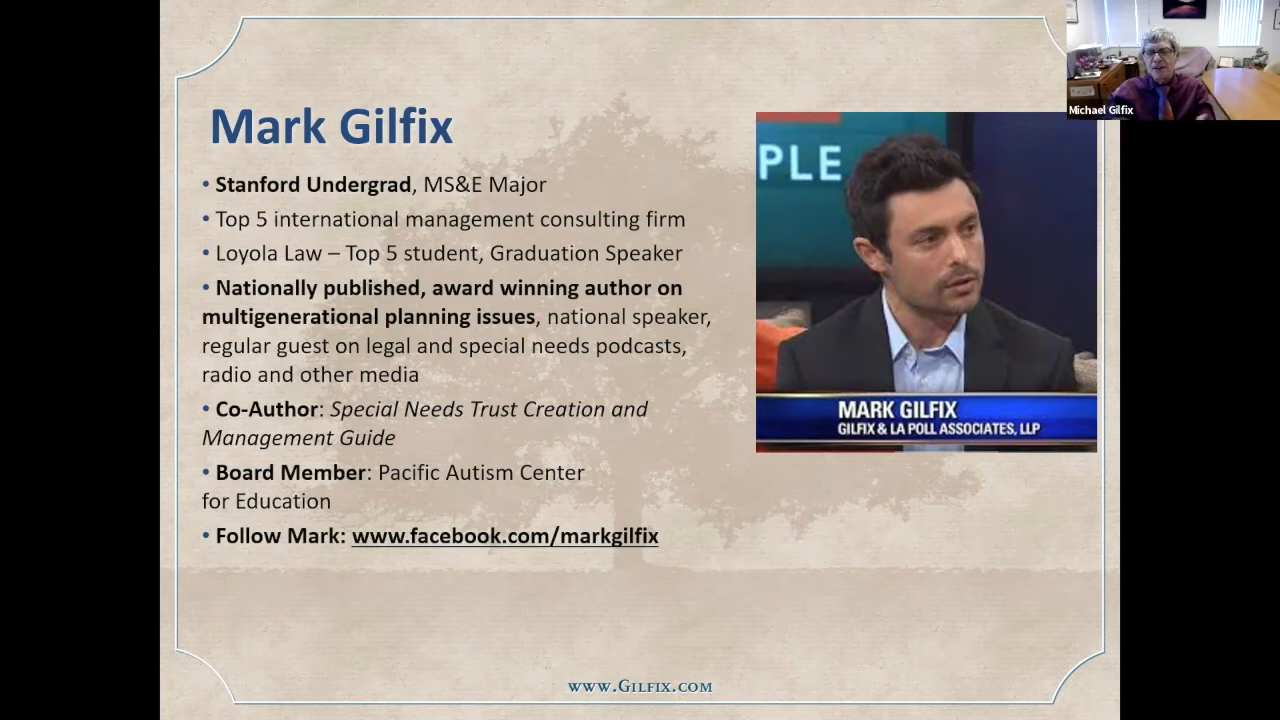 Michael Gilfix
Mark Gilfix
• Stanford Undergrad, MS&E Major
• Top 5 international management consulting firm
• Loyola Law – Top 5 student, Graduation Speaker
• Nationally published, award winning author on
multigenerational planning issues, national speaker,
regular guest on legal and special needs podcasts,
radio and other media
• Co-Author: Special Needs Trust Creation and
Management Guide
• Board Member: Pacific Autism Center
for Education
• Follow Mark: www.facebook.com/markgilfix
PLE
MARK GILFIX
GILFIX & LA POLL ASSOCIATES, LLP
www.Gilfix.com